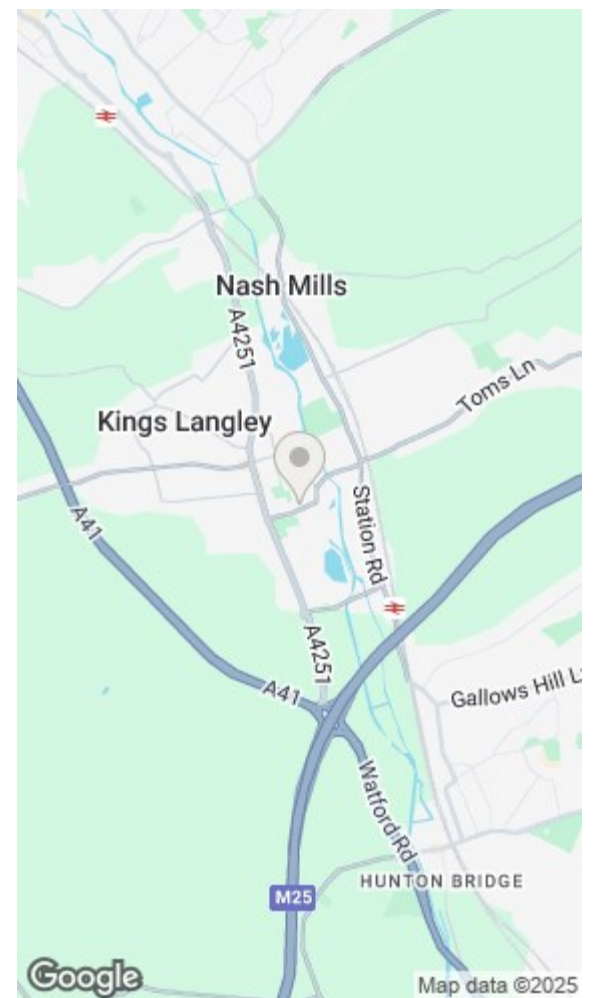 Nash Mills
A4251
Toms Ln
Kings Langley
A41
Station Rd
A4251
A41
Gallows Hill L
Watford Rd
HUNTON BRIDGE
M25
Google
Map data ©2025